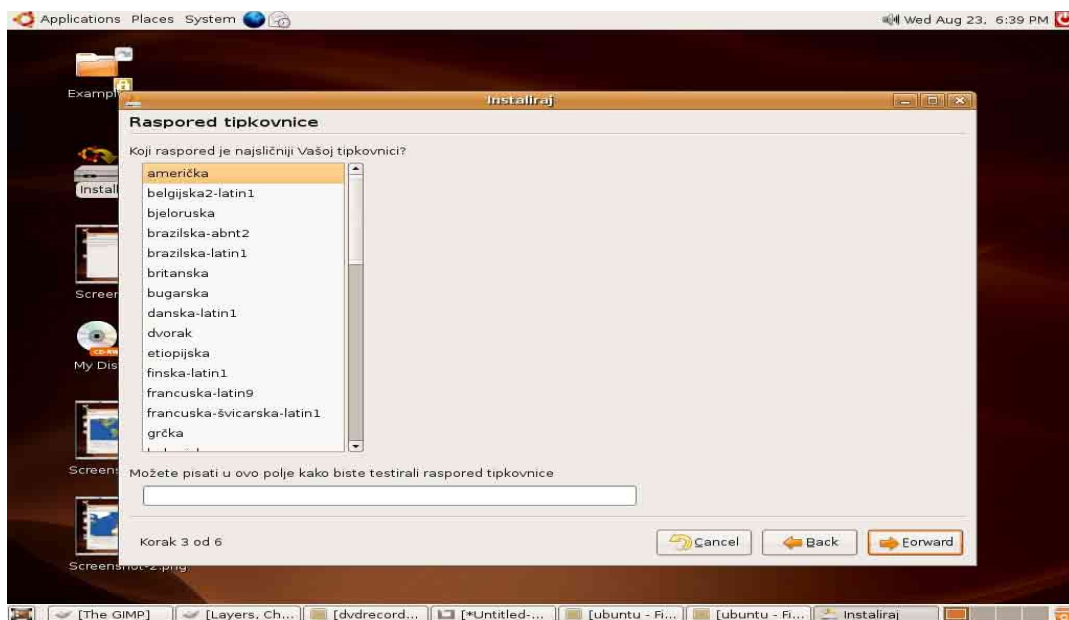 Applications Places System
Wed Aug 23, 6:39 PM
Instaliraj
Raspored tipkovnice
Koji raspored je najsličniji Vašoj tipkovnici?
američka
belgijska2-latin1
bjeloruska
brazilska-abnt2
brazilska-latin1
britanska
bugarska
danska-latin1
dvorak
etiopijska
finska-latin1
francuska-latin9
francuska-švicarska-latin1
grčka
Možete pisati u ovo polje kako biste testirali raspored tipkovnice
Korak 3 od 6
Cancel
Back
Forward
Exampl
Install
Screen
CD-RW
My Dis
Screens
Screenshot-2.png
[The GIMP]
[Layers, Ch...]
[dvdrecord...
[*Untitled-...
[ubuntu - Fi...
[ubuntu - Fi...
Instaliraj